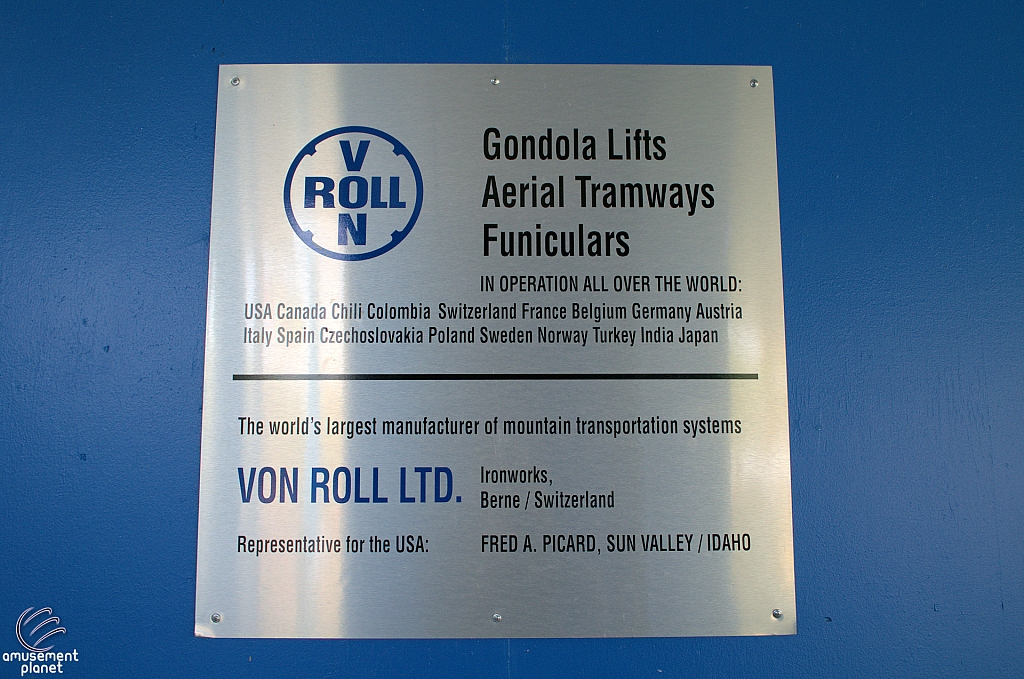 VON ROLL
Gondola Lifts
Aerial Tramways
Funiculars
IN OPERATION ALL OVER THE WORLD:
USA Canada Chili Colombia Switzerland France Belgium Germany Austria
Italy Spain Czechoslovakia Poland Sweden Norway Turkey India Japan
The world's largest manufacturer of mountain transportation systems
VON ROLL LTD.
Ironworks,
Berne / Switzerland
Representative for the USA: FRED A. PICARD, SUN VALLEY / IDAHO
amusement
planet